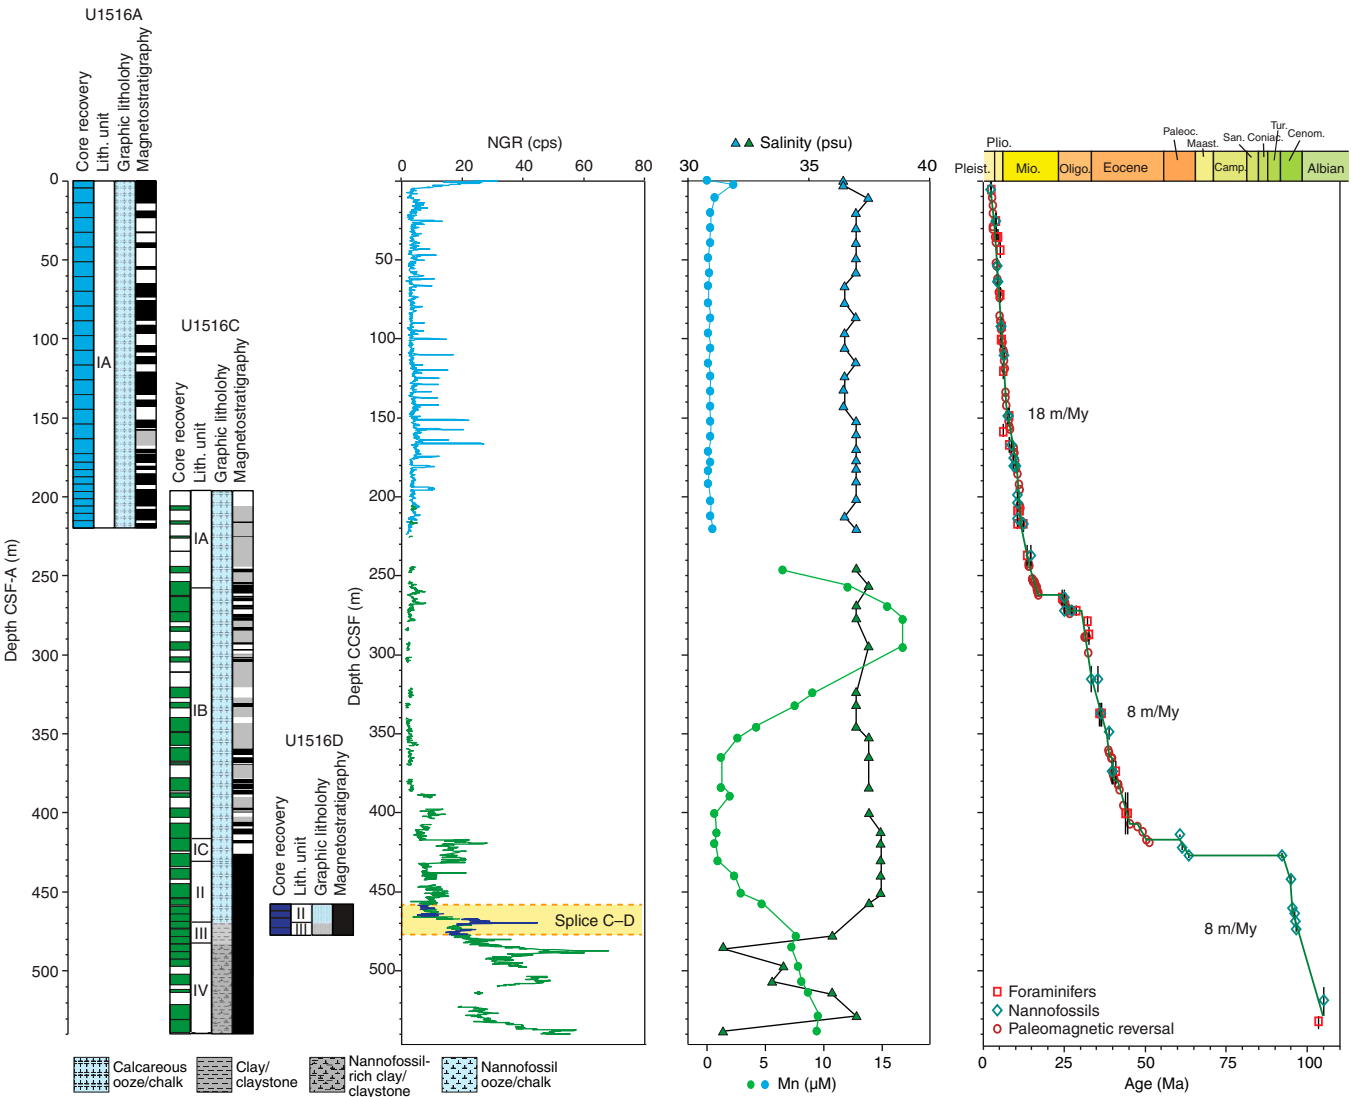 U1516A
Core recovery
Lith. unit
Graphic litholohy
Magnetostratigraphy
IA
U1516C
Core recovery
Lith. unit
Graphic litholohy
Magnetostratigraphy
IA
IB
IC
II
III
IV
U1516D
Core recovery
Lith. unit
Graphic litholohy
Magnetostratigraphy
II
III
Depth CSF-A (m)
0
50
100
150
200
250
300
350
400
450
500
NGR (cps)
0 20 40 60 80
Depth CCSF (m)
50
100
150
200
250
300
350
400
450
500
Splice C–D
Salinity (psu)
30 35 40
0 5 10 15
Mn (µM)
Plio.
Pleist.
Mio.
Oligo.
Eocene
Paleoc.
Maast.
Camp.
San.
Coniac.
Tur.
Cenom.
Albian
18 m/My
8 m/My
8 m/My
Foraminifers
Nannofossils
Paleomagnetic reversal
0 25 50 75 100
Age (Ma)
Calcareous
ooze/chalk
Clay/
claystone
Nannofossil-
rich clay/
claystone
Nannofossil
ooze/chalk